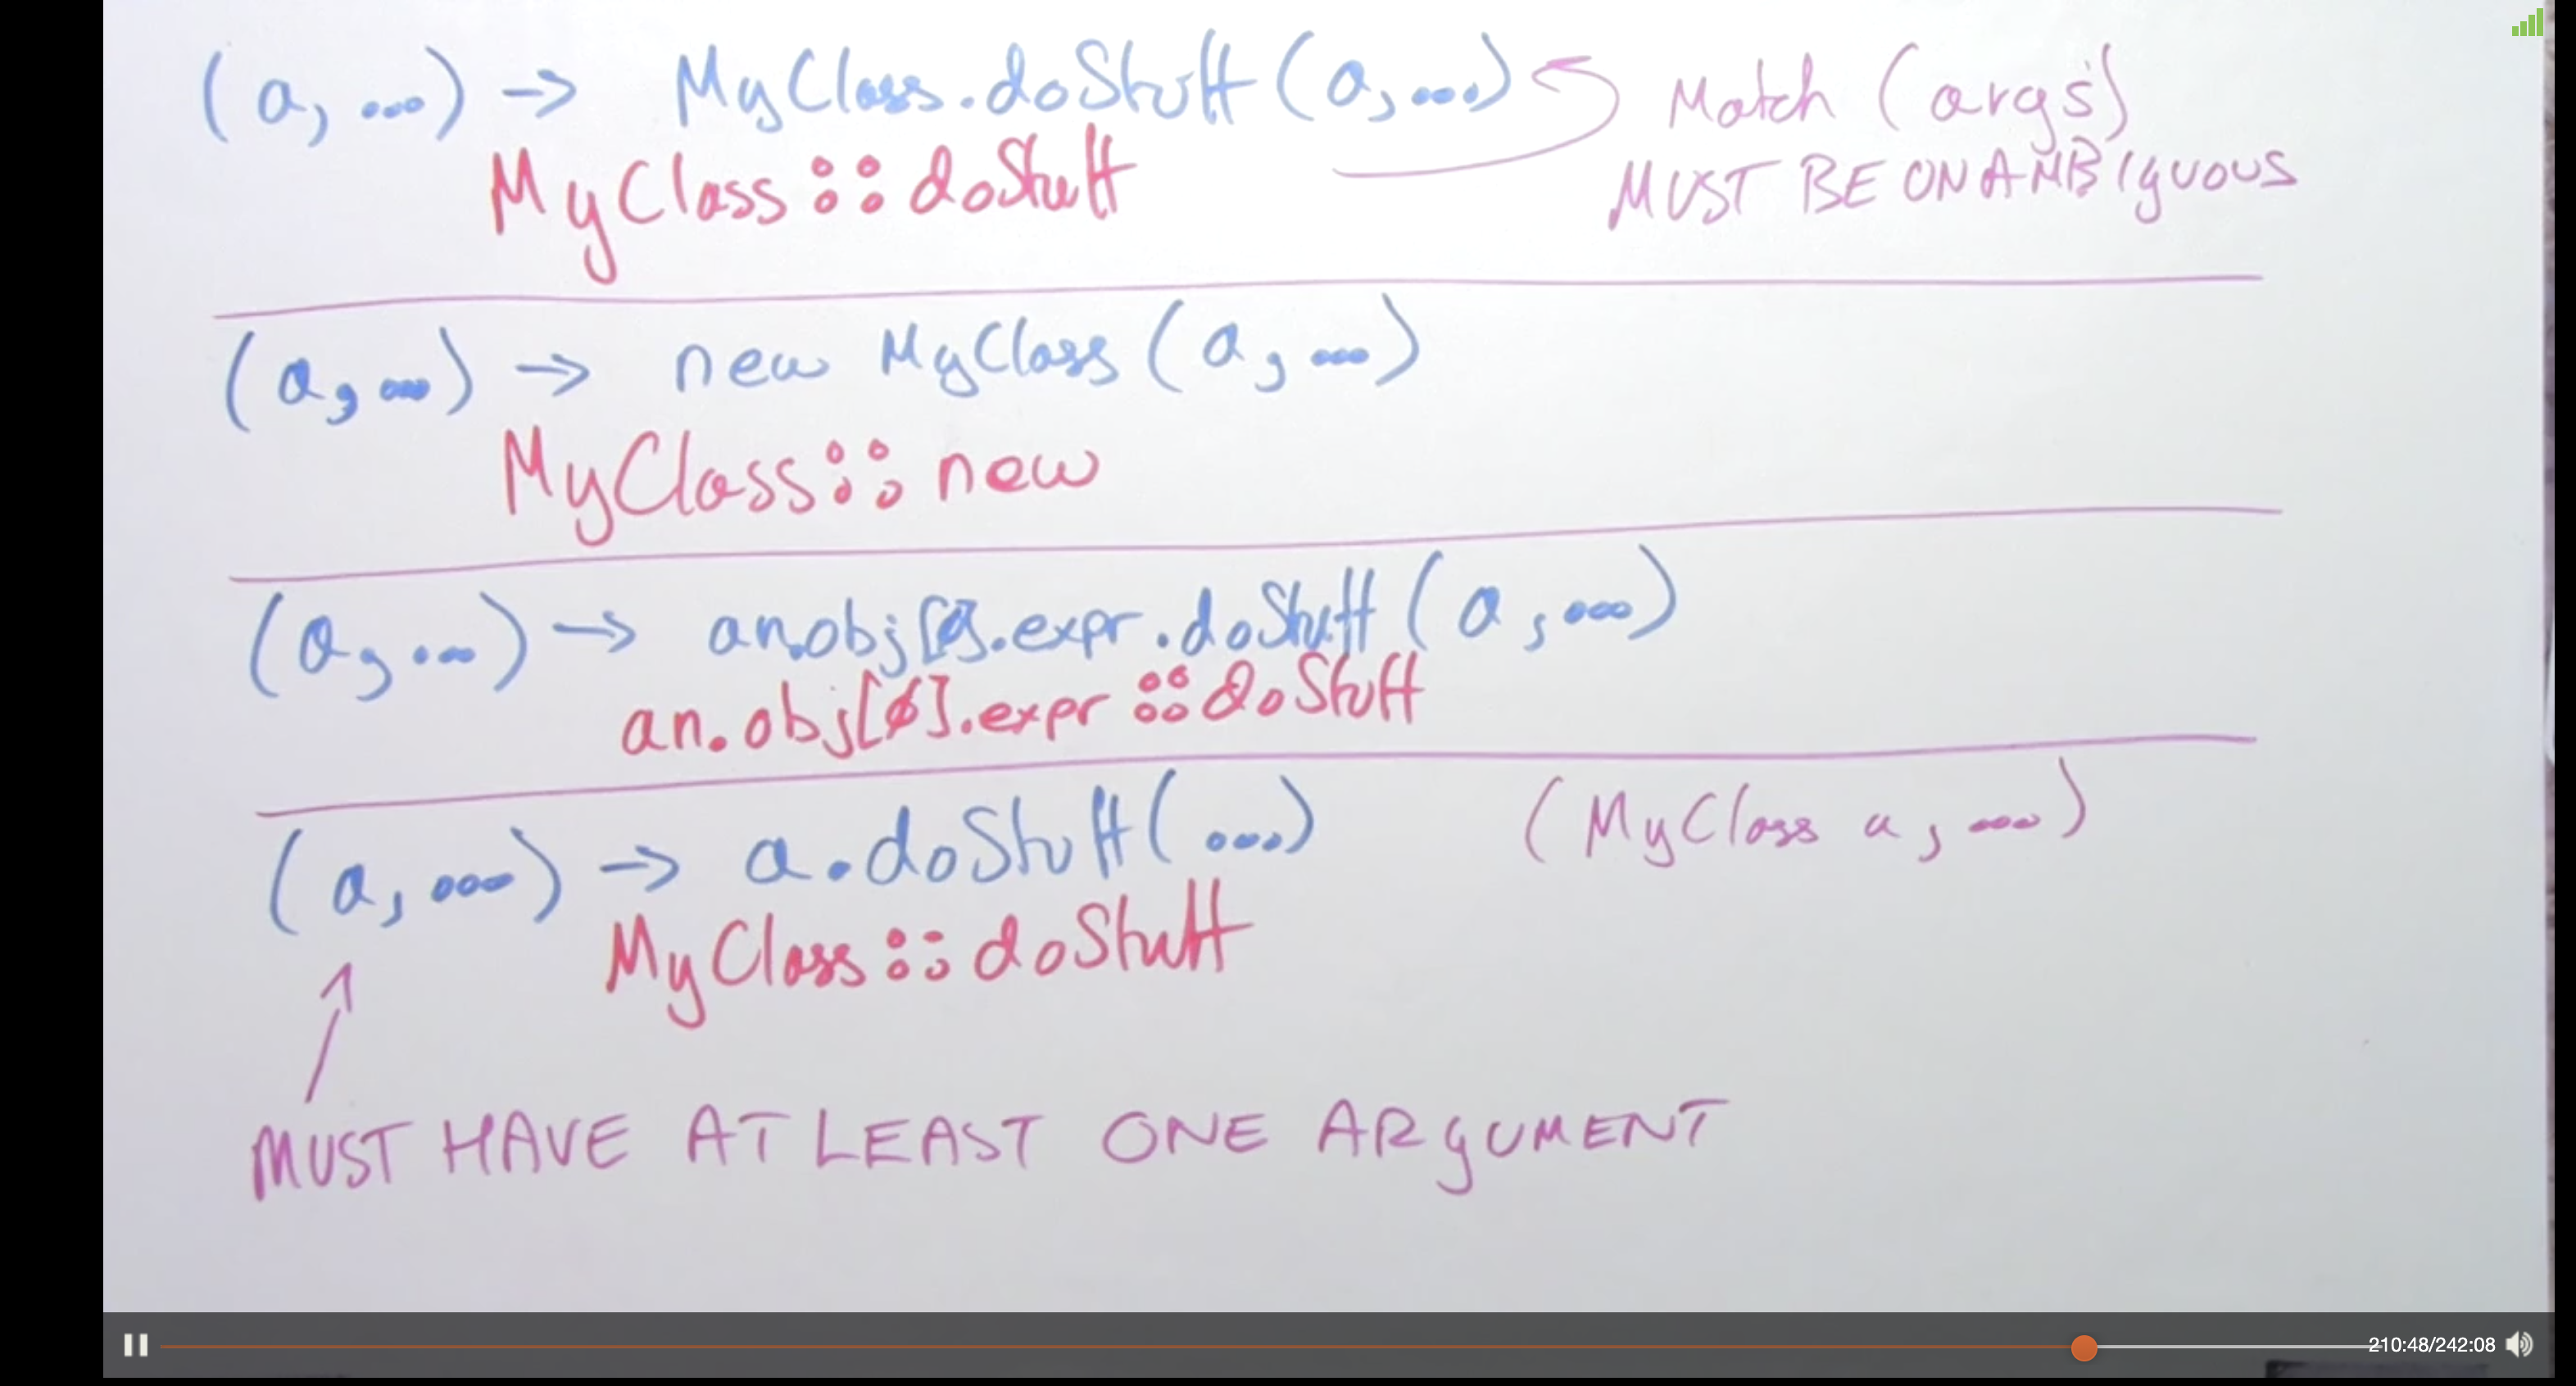 (a, ...) -> MyClass.doStuff(a, ...) Match (args)
MyClass::doStuff MUST BE ONAMBIGUOUS
(a, ...) -> new MyClass(a, ...)
MyClass::new
(a, ...) -> an.obj[0].expr.doStuff(a, ...)
an.obj[0].expr::doStuff
(a, ...) -> a.doStuff(...) (MyClass a, ...)
MyClass::doStuff
MUST HAVE AT LEAST ONE ARGUMENT
210:48/242:08